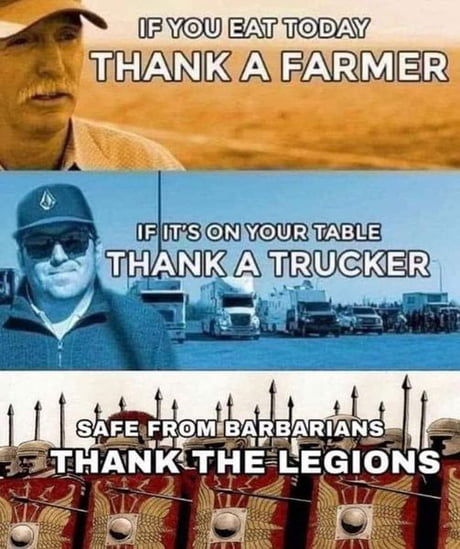 IF YOU EAT TODAY
THANK A FARMER
IF IT'S ON YOUR TABLE
THANK A TRUCKER
SAFE FROM BARBARIANS
THANK THE LEGIONS